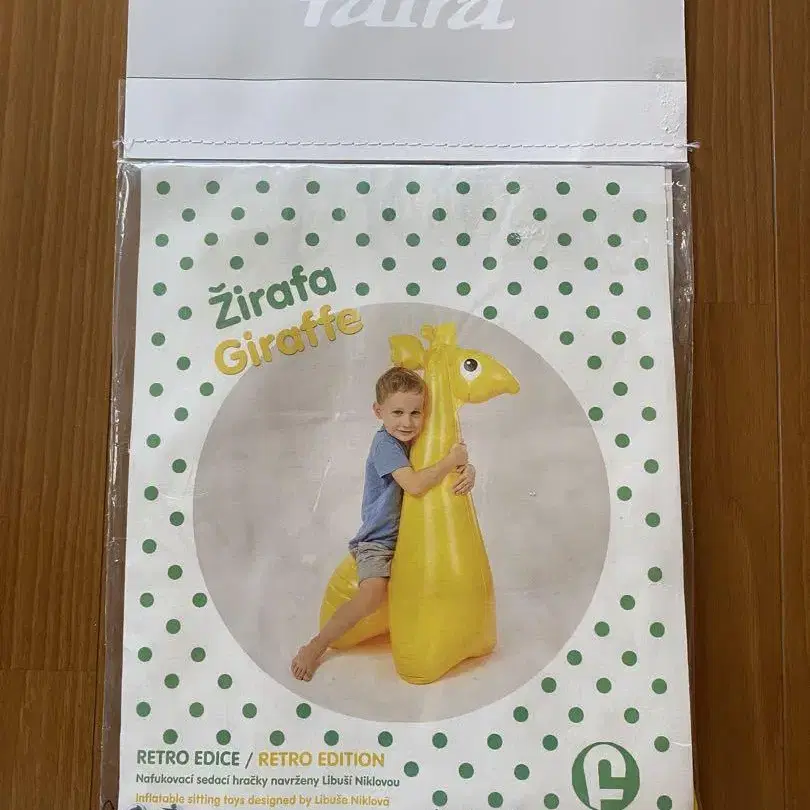 fatra
Žirafa
Giraffe
RETRO EDICE / RETRO EDITION
Nafukovací sedací hračky navrženy Libuší Niklovou
Inflatable sitting toys designed by Libuše Niklová